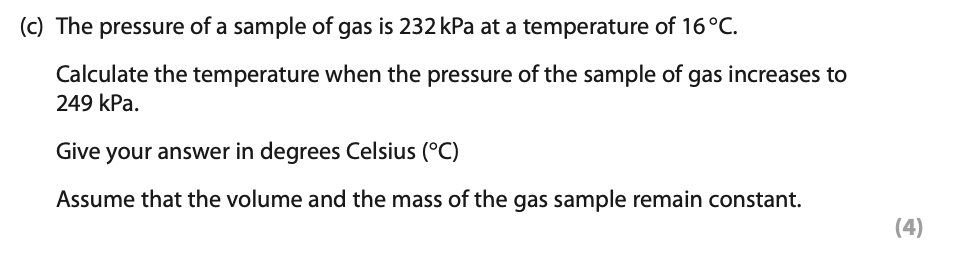 (c) The pressure of a sample of gas is 232 kPa at a temperature of 16 °C.
Calculate the temperature when the pressure of the sample of gas increases to
249 kPa.
Give your answer in degrees Celsius (°C)
Assume that the volume and the mass of the gas sample remain constant.
(4)